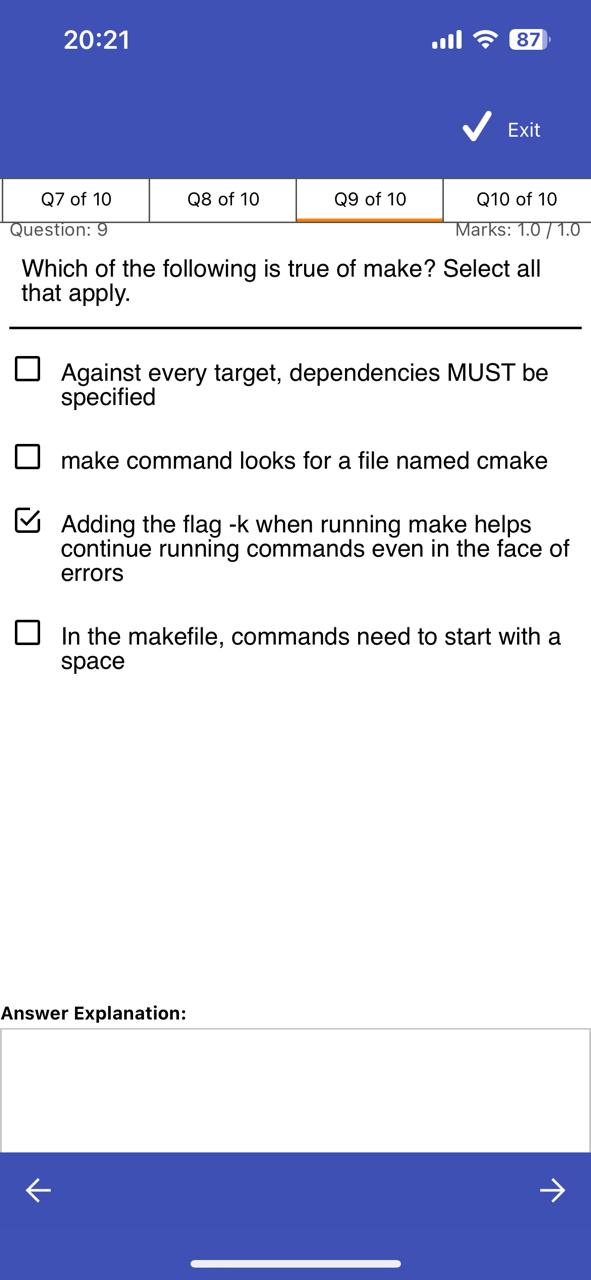 20:21
87
Exit
Q7 of 10
Q8 of 10
Q9 of 10
Q10 of 10
Question: 9
Marks: 1.0 / 1.0
Which of the following is true of make? Select all
that apply.
Against every target, dependencies MUST be
specified
make command looks for a file named cmake
Adding the flag -k when running make helps
continue running commands even in the face of
errors
In the makefile, commands need to start with a
space
Answer Explanation: